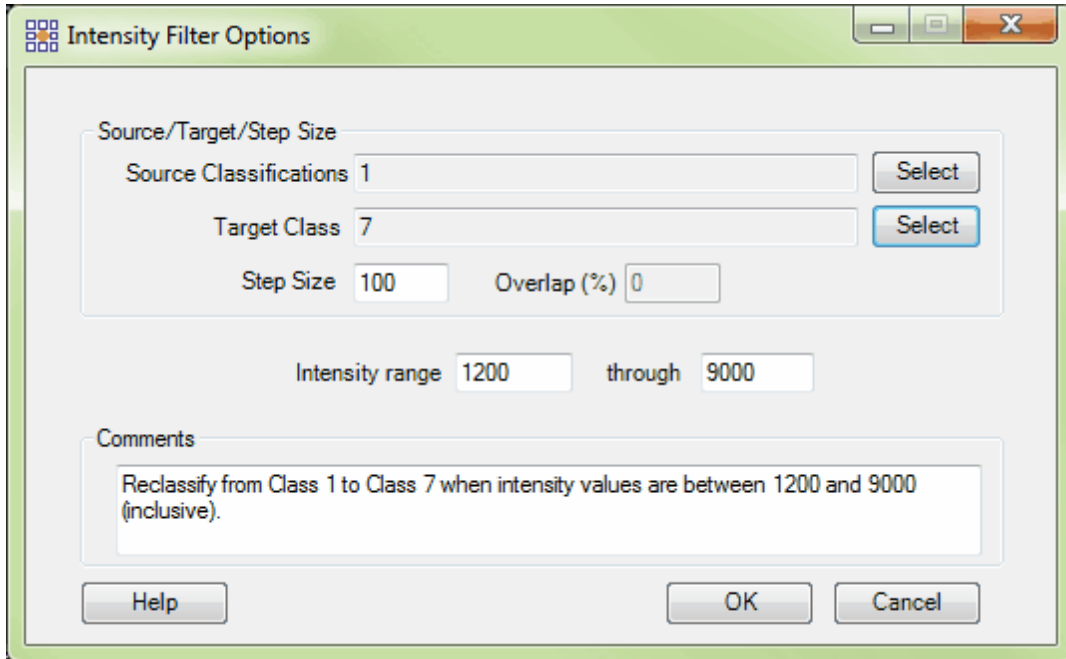 Intensity Filter Options
Source/Target/Step Size
Source Classifications 1 Select
Target Class 7 Select
Step Size 100 Overlap (%) 0
Intensity range 1200 through 9000
Comments
Reclassify from Class 1 to Class 7 when intensity values are between 1200 and 9000
(inclusive).
Help OK Cancel